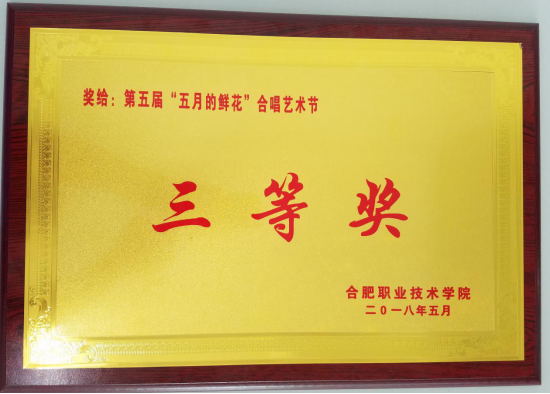 奖给：第五届“五月的鲜花”合唱艺术节
三等奖
合肥职业技术学院
二0一八年五月